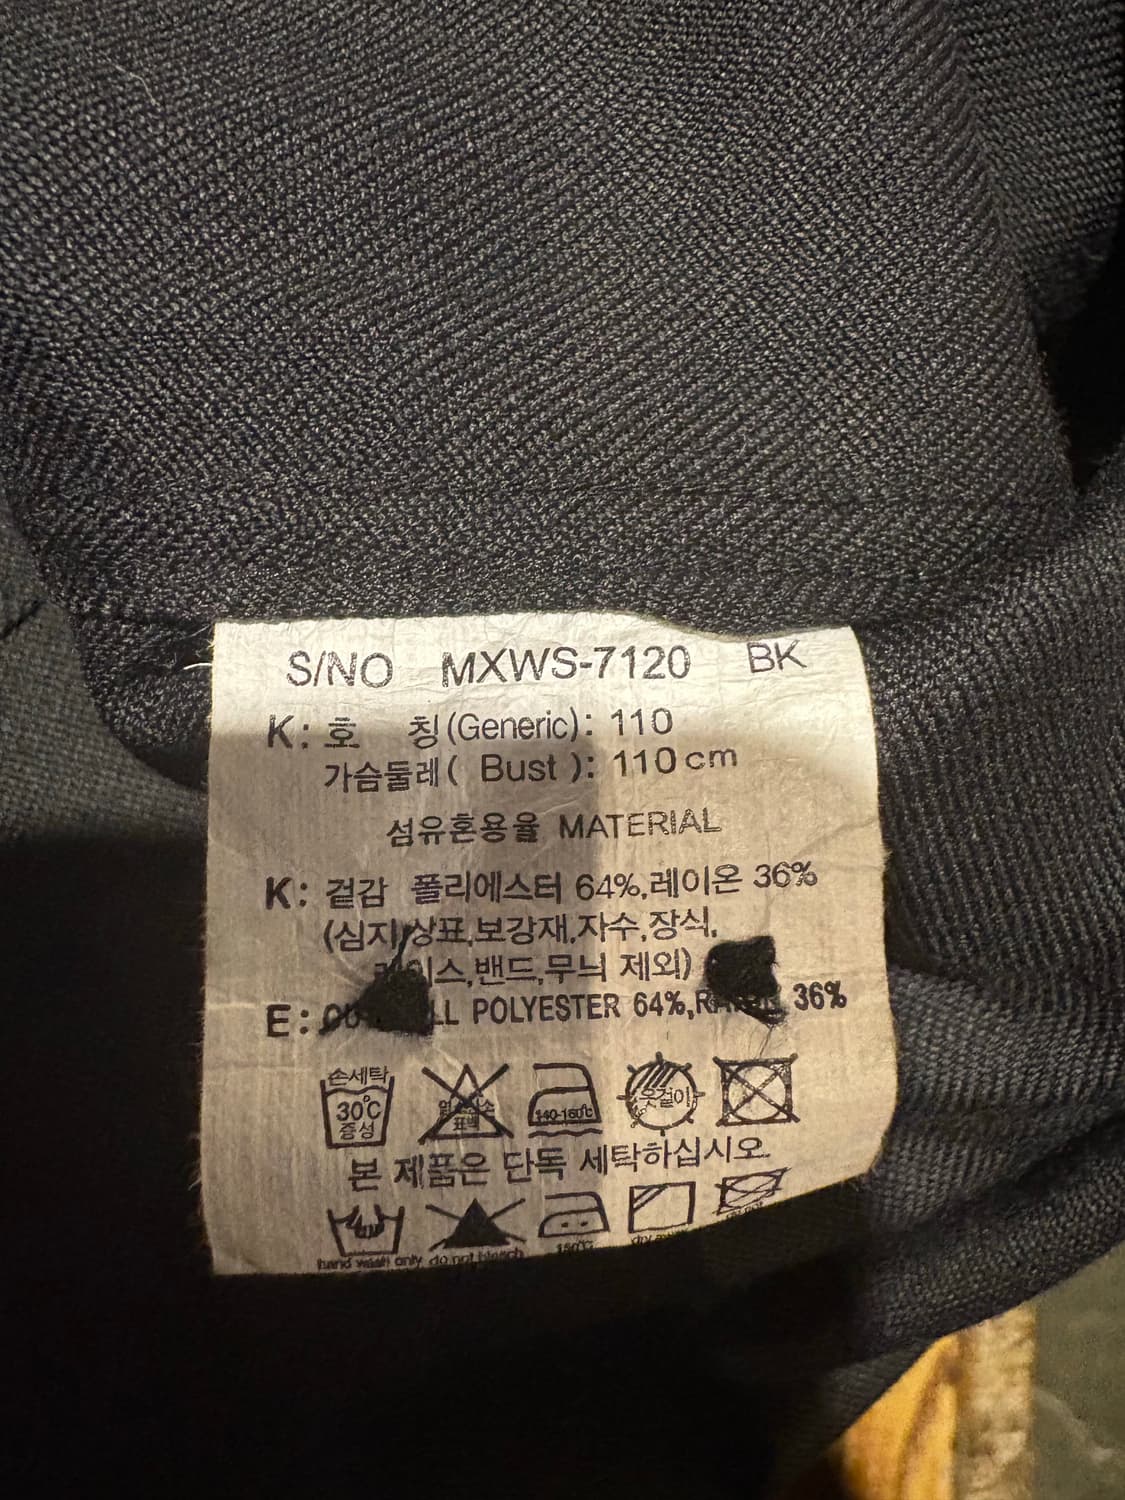 S/NO MXWS-7120 BK
K: 호 칭(Generic): 110
가슴둘레( Bust ): 110cm
섬유혼용율 MATERIAL
K: 겉감 폴리에스터 64%,레이온 36%
(심지,상표,보강재,자수,장식,
밴드,무늬 제외)
E: POLYESTER 64%, 36%
손세탁
30℃
중성
표백
140-160℃
옷걸이
본 제품은 단독 세탁하십시오.
hand wash only do not bleach